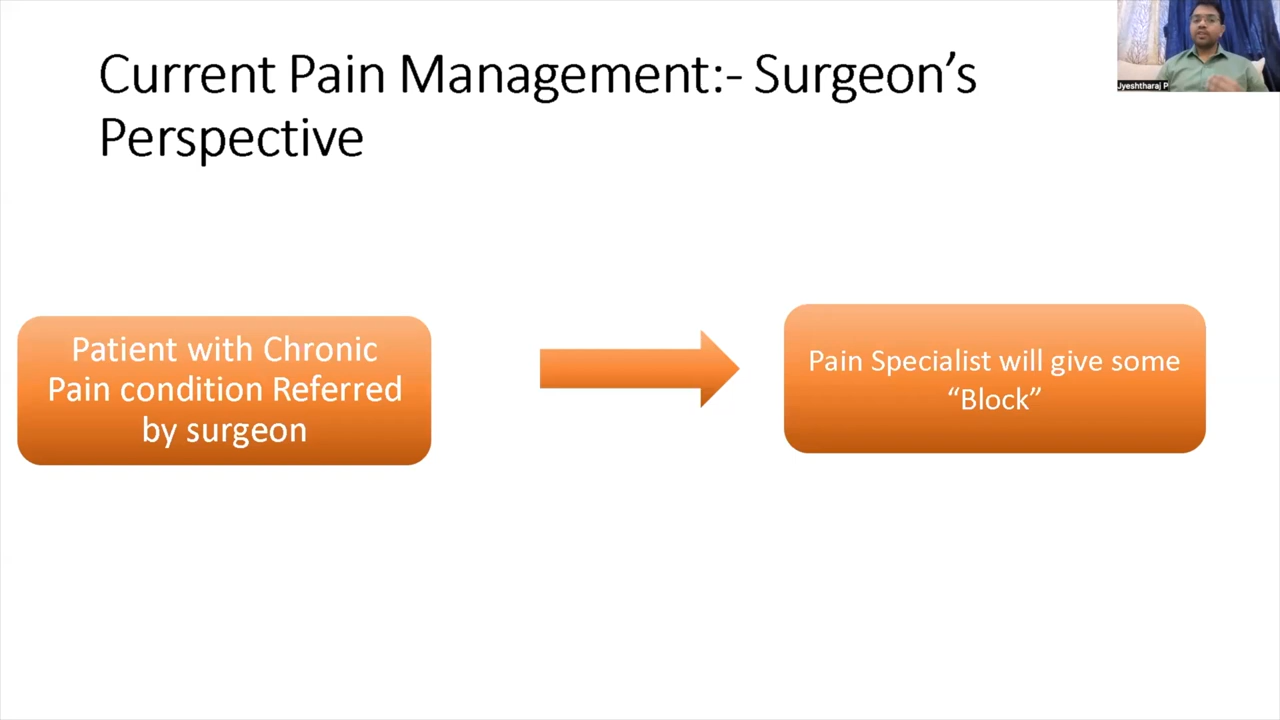 Current Pain Management:- Surgeon’s
Perspective
Jyeshtharaj P
Patient with Chronic
Pain condition Referred
by surgeon
Pain Specialist will give some
“Block”